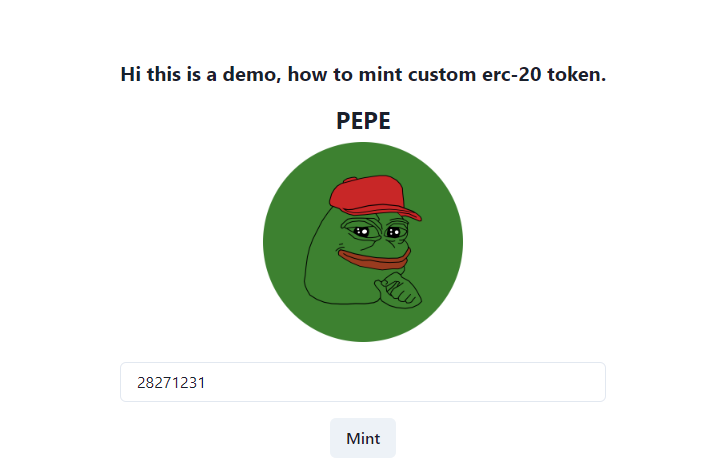 Hi this is a demo, how to mint custom erc-20 token.
PEPE
28271231
Mint